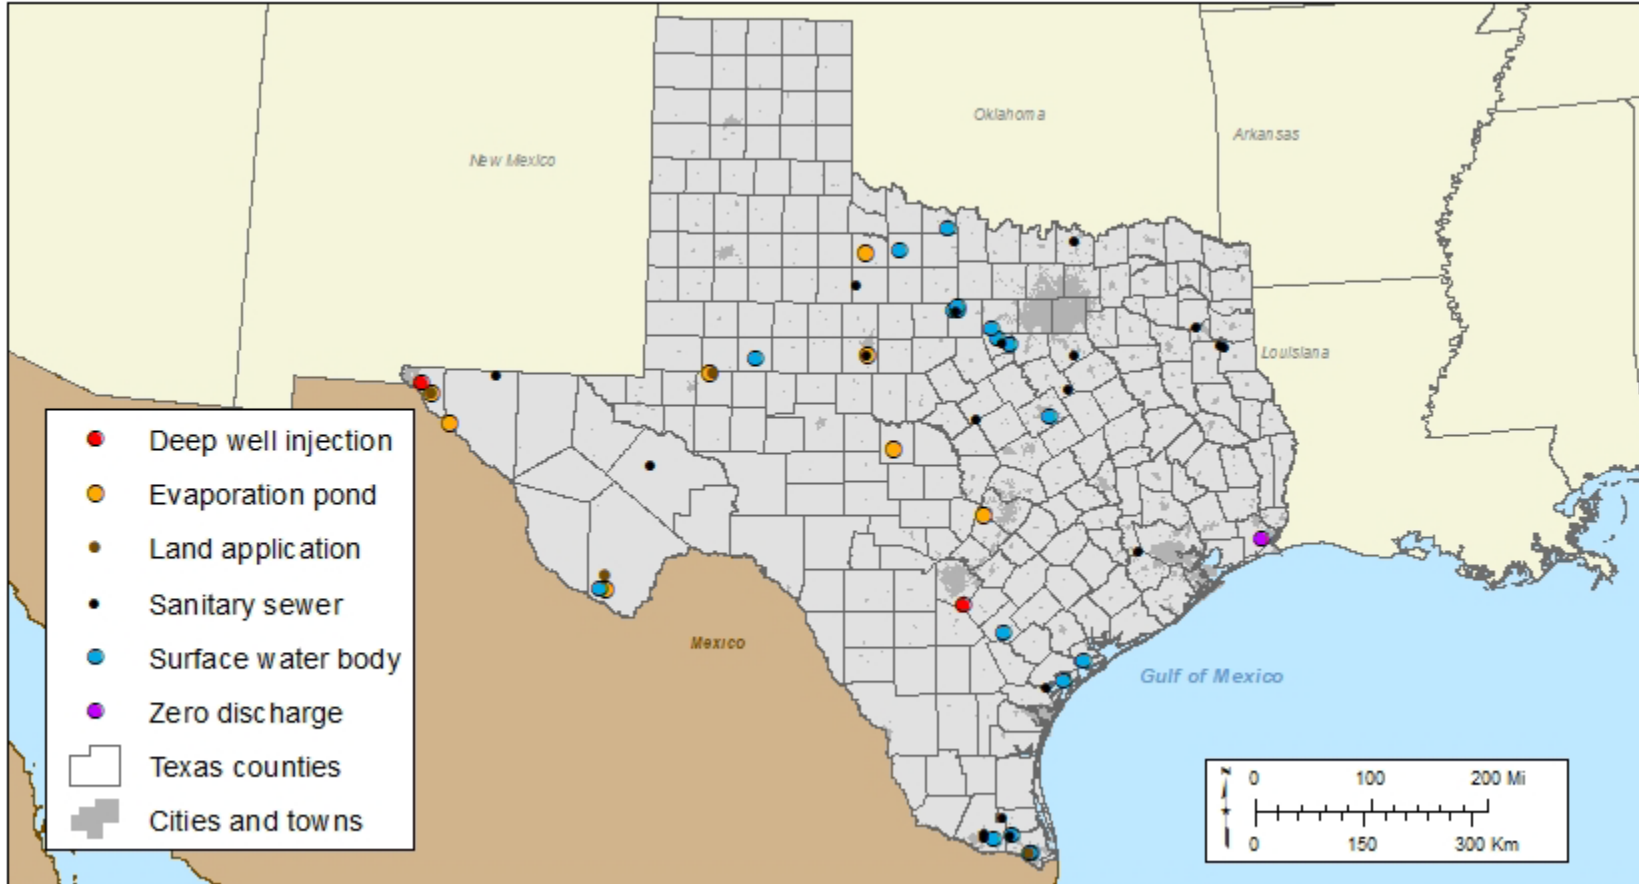 Oklahoma
Arkansas
New Mexico
Louisiana
Deep well injection
Evaporation pond
Land application
Sanitary sewer
Surface water body
Zero discharge
Texas counties
Cities and towns
Mexico
Gulf of Mexico
N
0 100 200 Mi
0 150 300 Km